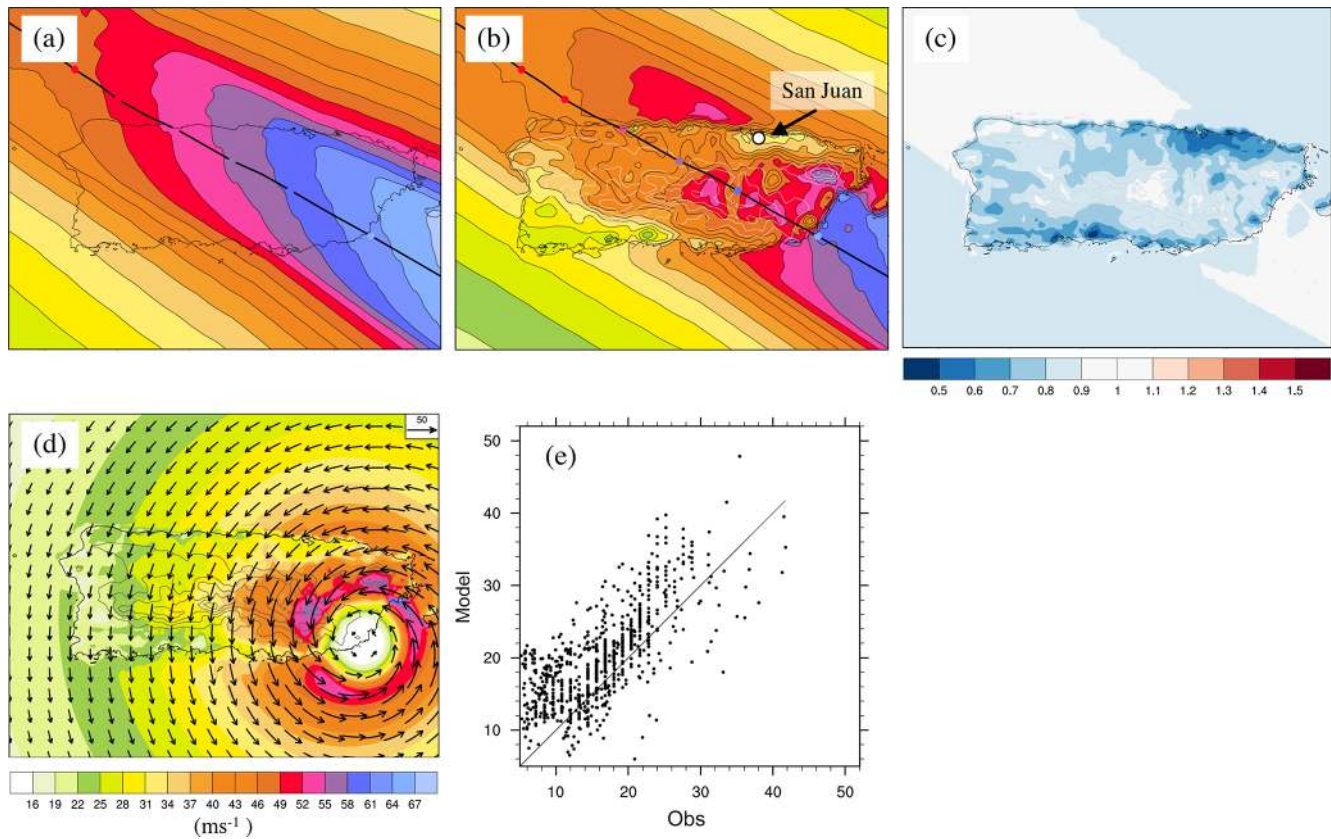 (a)
(b)
San Juan
(c)
0.5 0.6 0.7 0.8 0.9 1 1.1 1.2 1.3 1.4 1.5
(d)
50
16 19 22 25 28 31 34 37 40 43 46 49 52 55 58 61 64 67
(ms⁻¹)
(e)
50
40
30
20
10
Model
10 20 30 40 50
Obs